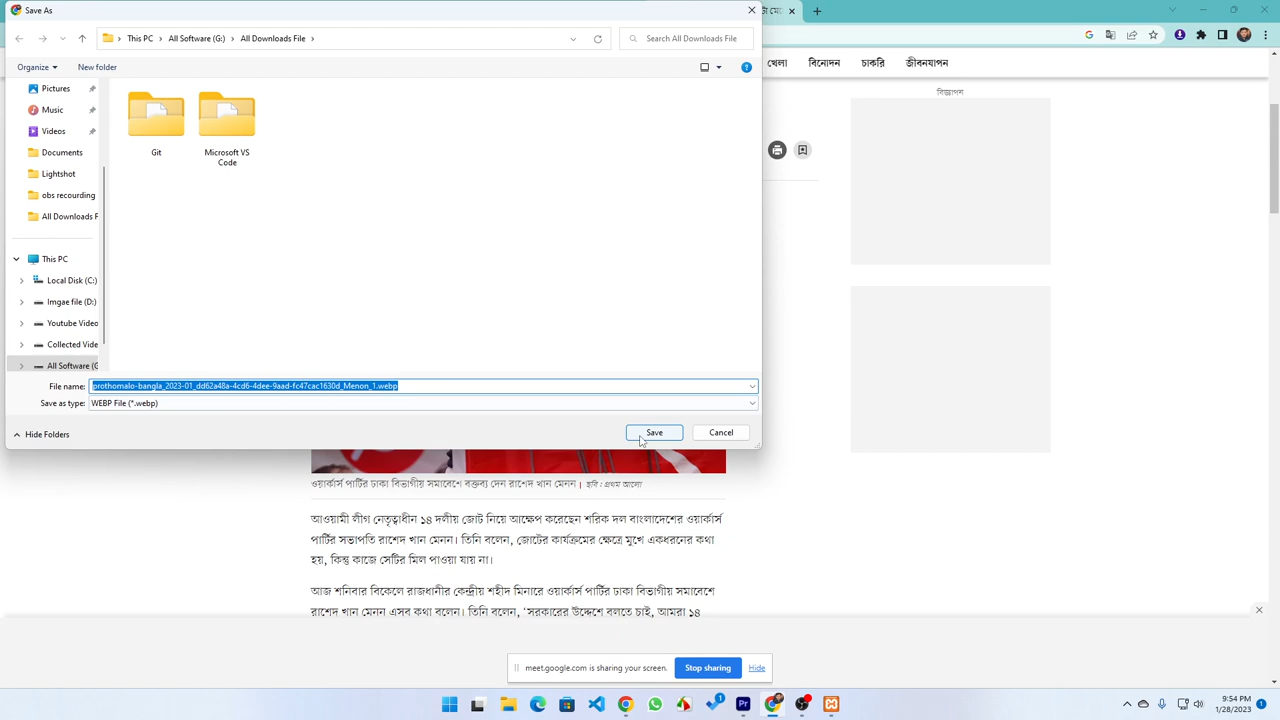 Save As
This PC
All Software (G:)
All Downloads File
Search All Downloads File
Organize
New folder
Pictures
Music
Videos
Documents
Lightshot
obs recourding
All Downloads F
This PC
Local Disk (C:)
Imgae file (D:)
Youtube Video
Collected Vide
All Software (G
Git
Microsoft VS
Code
File name:
prothomalo-bangla_2023-01_dd62a48a-4cd6-4dee-9aad-fc47cac1630d_Menon_1.webp
Save as type:
WEBP File (*.webp)
Hide Folders
Save
Cancel
খেলা
বিনোদন
চাকরি
জীবনযাপন
বিজ্ঞাপন
ওয়ার্কার্স পার্টির ঢাকা বিভাগীয় সমাবেশে বক্তব্য দেন রাশেদ খান মেনন | ছবি : প্রথম আলো
আওয়ামী লীগ নেতৃত্বাধীন ১৪ দলীয় জোট নিয়ে আক্ষেপ করেছেন শরিক দল বাংলাদেশের ওয়ার্কার্স
পার্টির সভাপতি রাশেদ খান মেনন। তিনি বলেন, জোটের কার্যক্রমের ক্ষেত্রে মুখে একধরনের কথা
হয়, কিন্তু কাজে সেটির মিল পাওয়া যায় না।
আজ শনিবার বিকেলে রাজধানীর কেন্দ্রীয় শহীদ মিনারে ওয়ার্কার্স পার্টির ঢাকা বিভাগীয় সমাবেশে
রাশেদ খান মেনন এসব কথা বলেন। তিনি বলেন, 'সরকারের উদ্দেশে বলতে চাই, আমরা ১৪
meet.google.com is sharing your screen.
Stop sharing
Hide
9:54 PM
1/28/2023